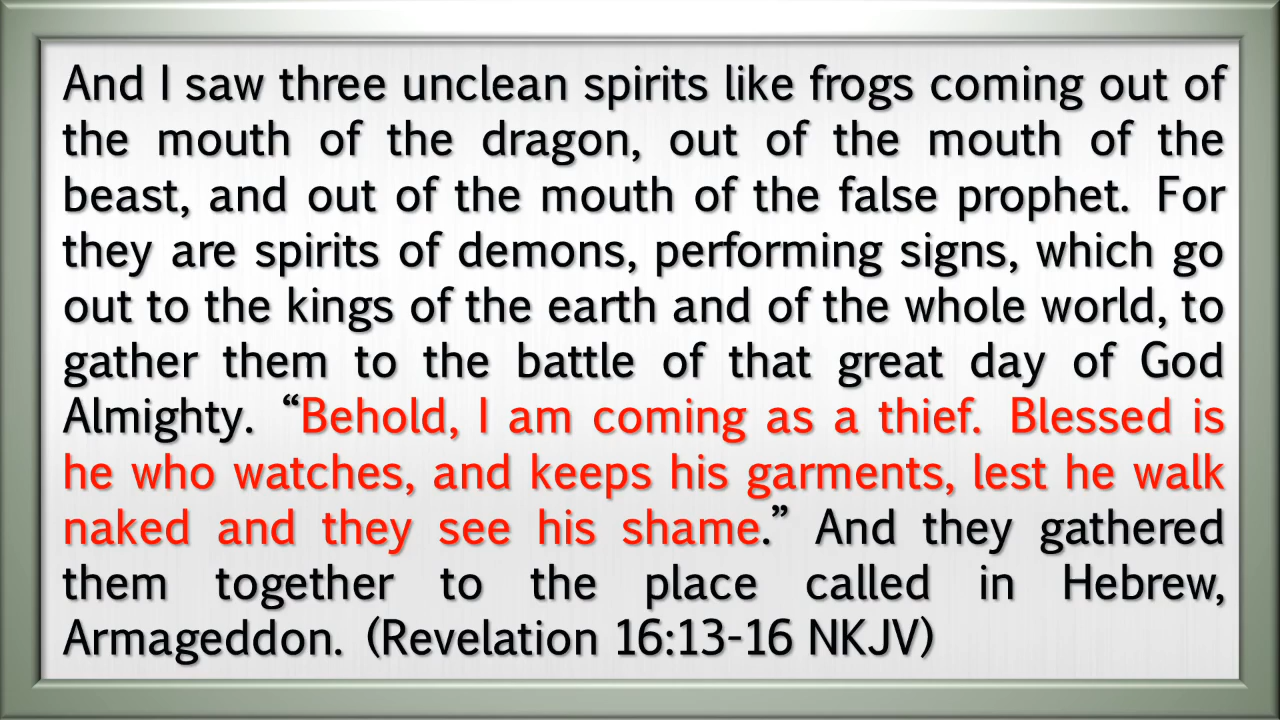 And I saw three unclean spirits like frogs coming out of
the mouth of the dragon, out of the mouth of the
beast, and out of the mouth of the false prophet. For
they are spirits of demons, performing signs, which go
out to the kings of the earth and of the whole world, to
gather them to the battle of that great day of God
Almighty. “Behold, I am coming as a thief. Blessed is
he who watches, and keeps his garments, lest he walk
naked and they see his shame.” And they gathered
them together to the place called in Hebrew,
Armageddon. (Revelation 16:13-16 NKJV)